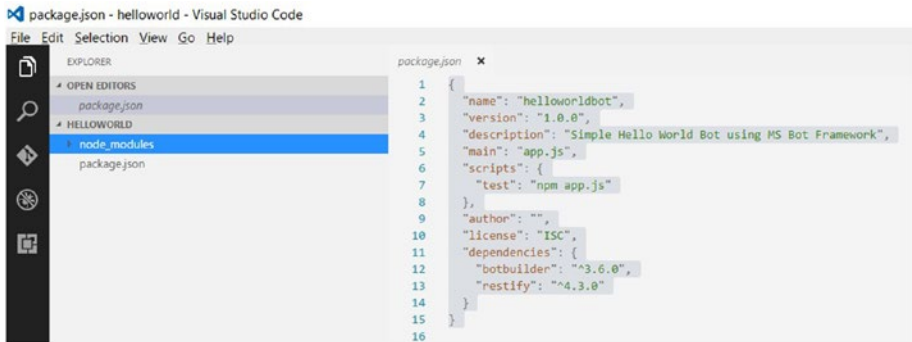 package.json - helloworld - Visual Studio Code
File Edit Selection View Go Help
EXPLORER
OPEN EDITORS
package.json
HELLOWORLD
node_modules
package.json
package.json
1 {
2 "name": "helloworldbot",
3 "version": "1.0.0",
4 "description": "Simple Hello World Bot using MS Bot Framework",
5 "main": "app.js",
6 "scripts": {
7 "test": "npm app.js"
8 },
9 "author": "",
10 "license": "ISC",
11 "dependencies": {
12 "botbuilder": "^3.6.0",
13 "restify": "^4.3.0"
14 }
15 }
16